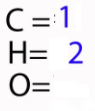 C = 1
H= 2
O=